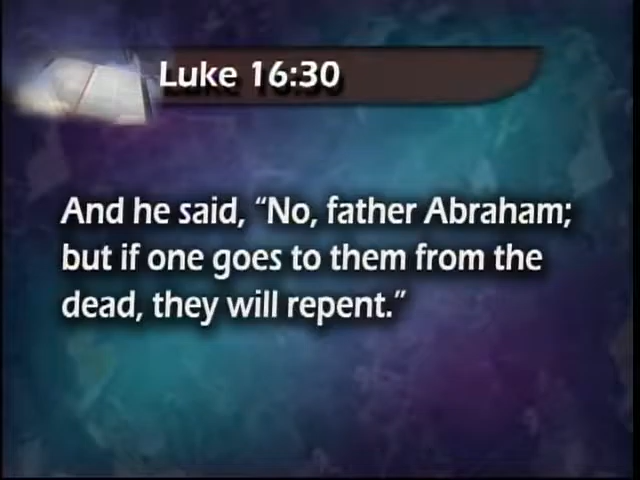 Luke 16:30
And he said, “No, father Abraham;
but if one goes to them from the
dead, they will repent.”